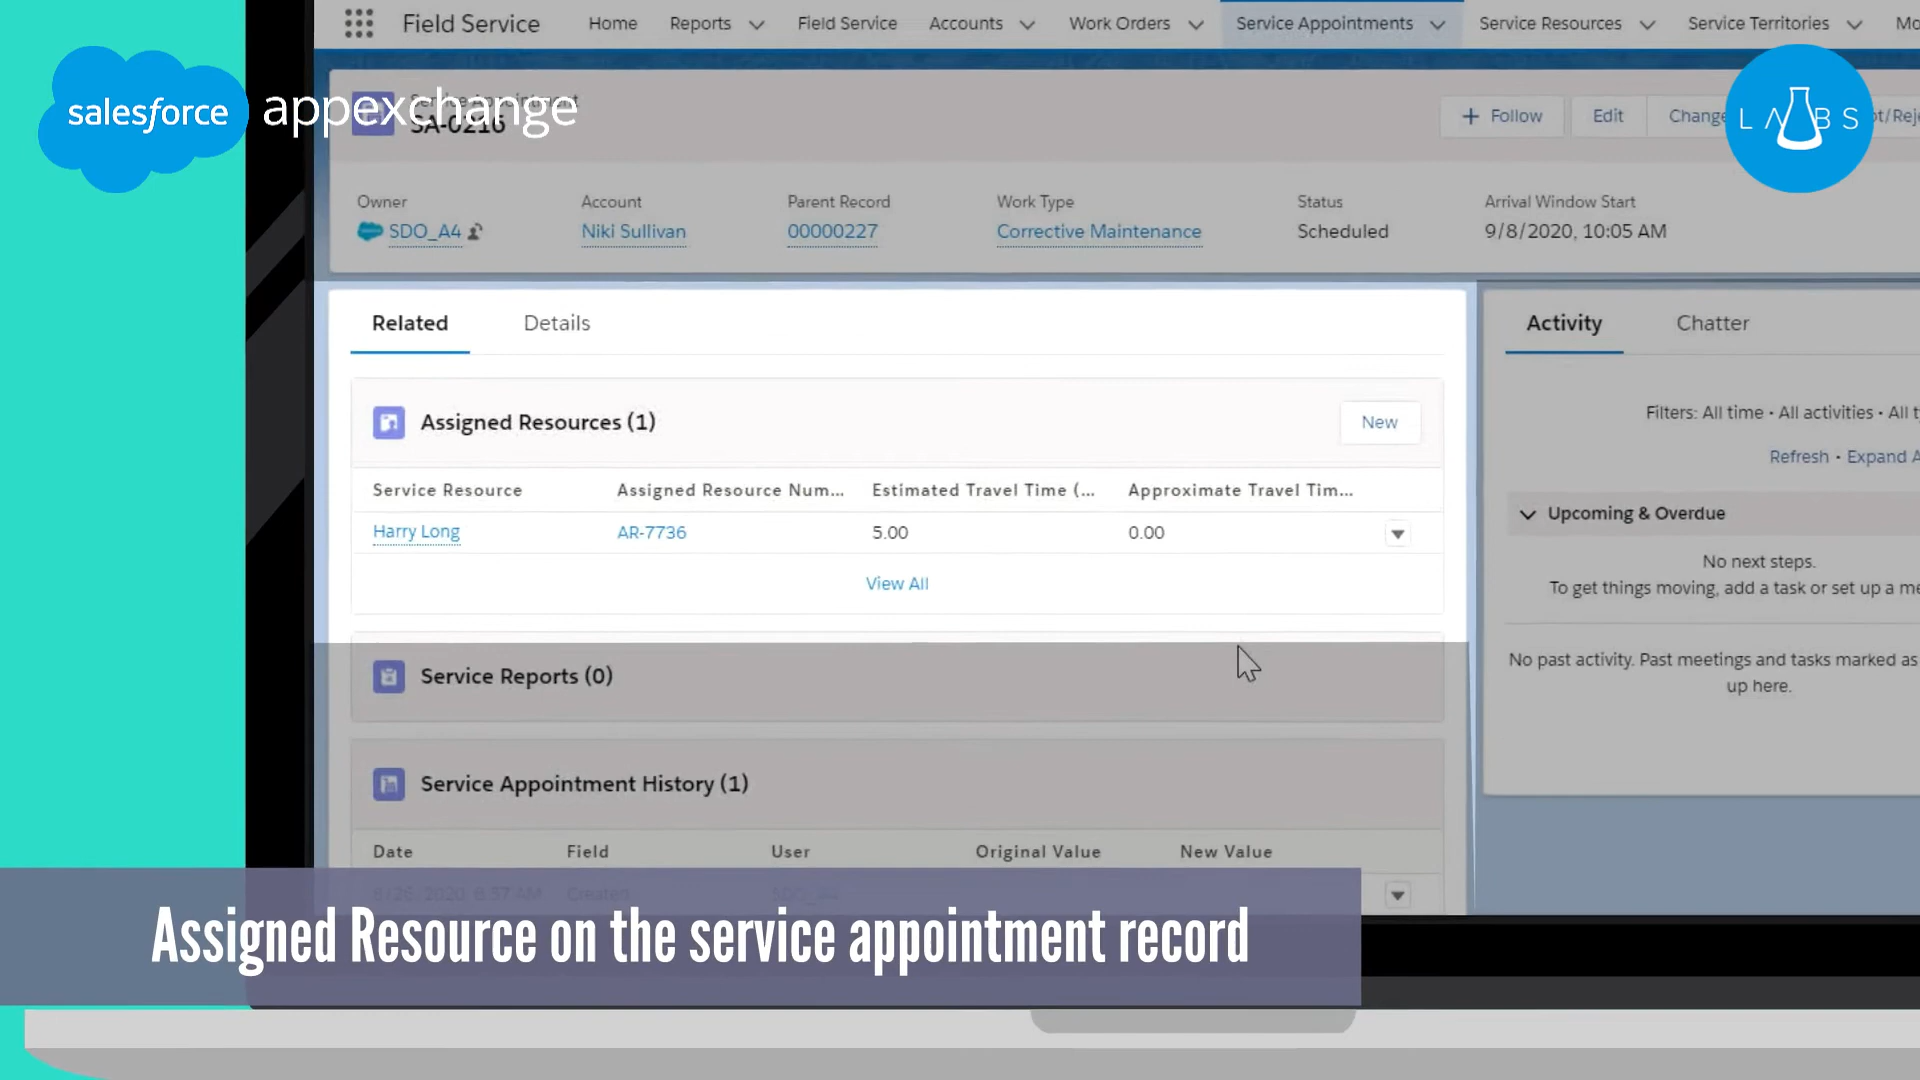 Field Service
Home
Reports
Field Service
Accounts
Work Orders
Service Appointments
Service Resources
Service Territories
salesforce appexchange
Service Appointment
SA-0216
Follow
Edit
Change
LABS
Owner
Account
Parent Record
Work Type
Status
Arrival Window Start
SDO_A4
Niki Sullivan
00000227
Corrective Maintenance
Scheduled
9/8/2020, 10:05 AM
Related
Details
Activity
Chatter
Assigned Resources (1)
New
Filters: All time • All activities • All t
Refresh • Expand A
Service Resource
Assigned Resource Num...
Estimated Travel Time (...
Approximate Travel Tim...
Harry Long
AR-7736
5.00
0.00
View All
Upcoming & Overdue
No next steps.
To get things moving, add a task or set up a me
Service Reports (0)
No past activity. Past meetings and tasks marked as
up here.
Service Appointment History (1)
Date
Field
User
Original Value
New Value
Created
SDO_A4
Assigned Resource on the service appointment record